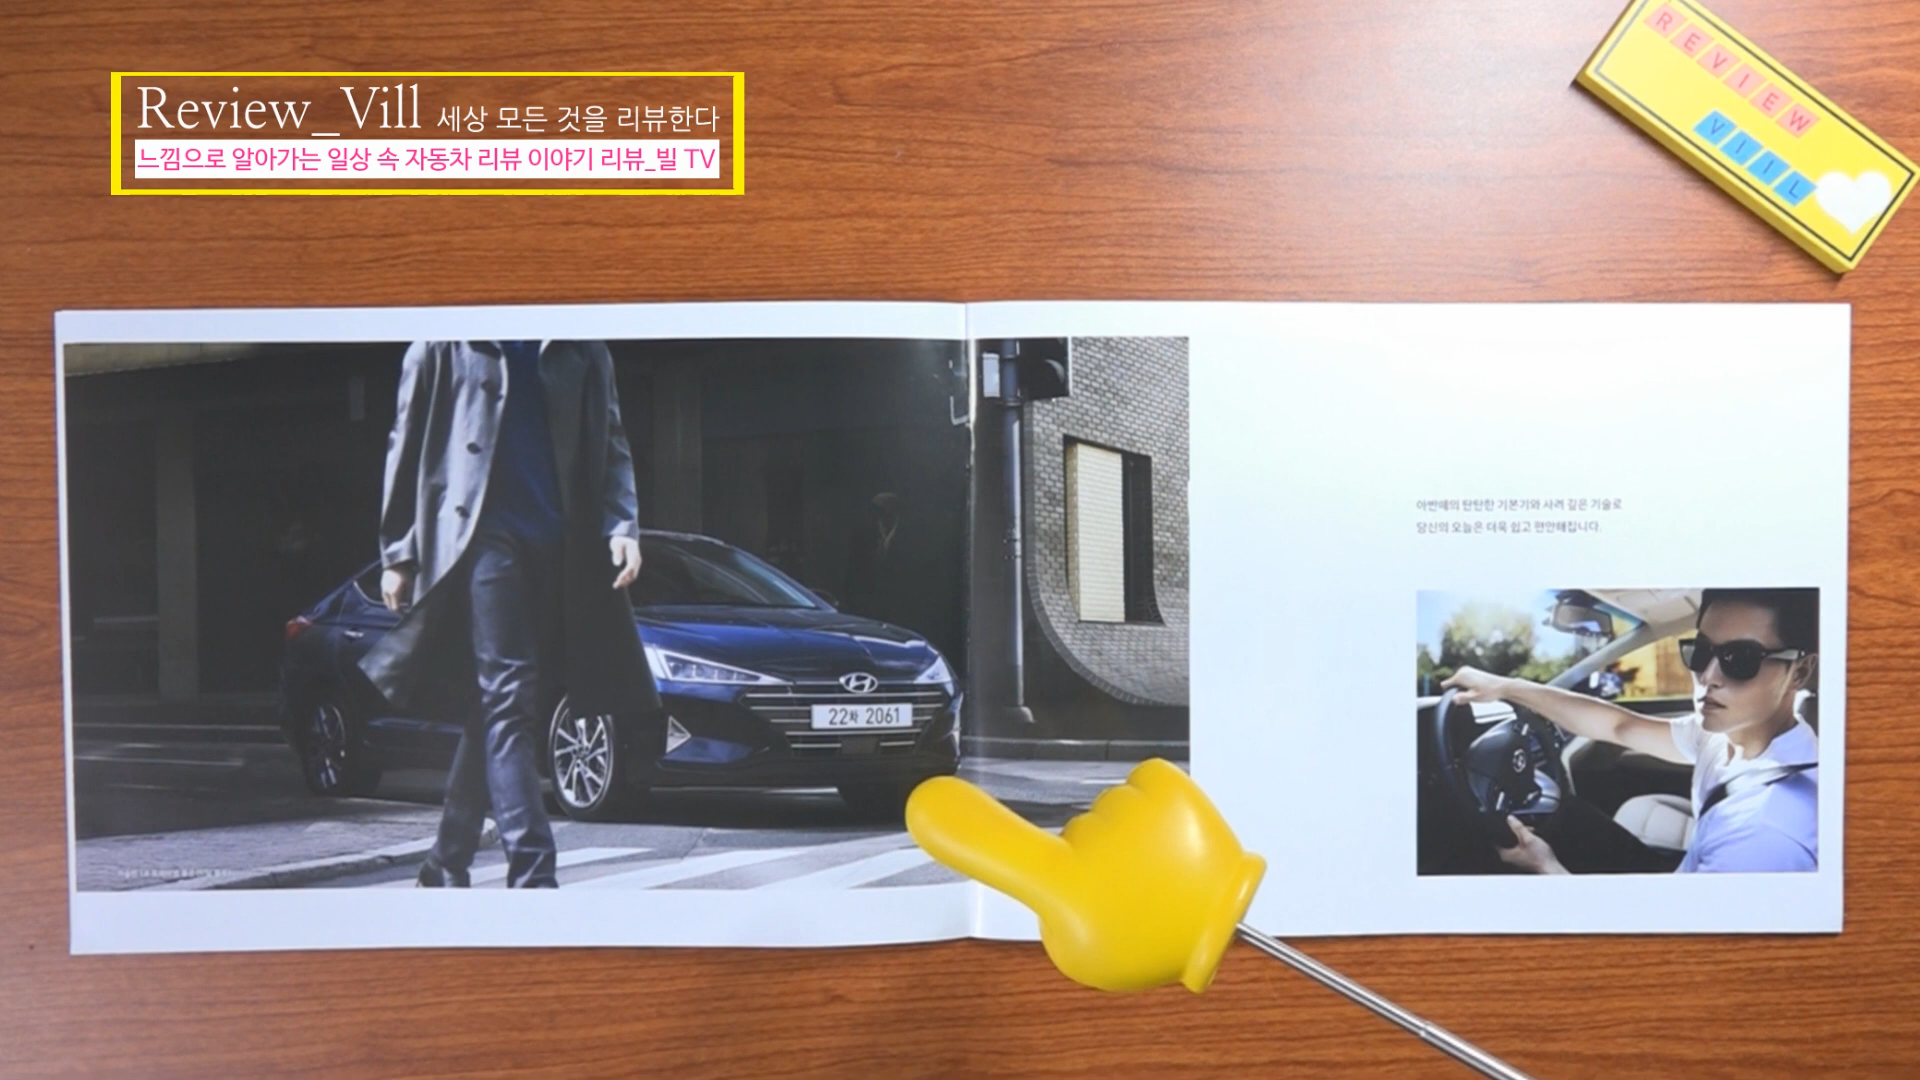 Review_Vill 세상 모든 것을 리뷰한다
느낌으로 알아가는 일상 속 자동차 리뷰 이야기 리뷰_빌 TV
REVIEW
VIIL
아반떼의 탄탄한 기본기와 사려 깊은 기술로
당신의 오늘은 더욱 쉽고 편안해집니다.
22차 2061